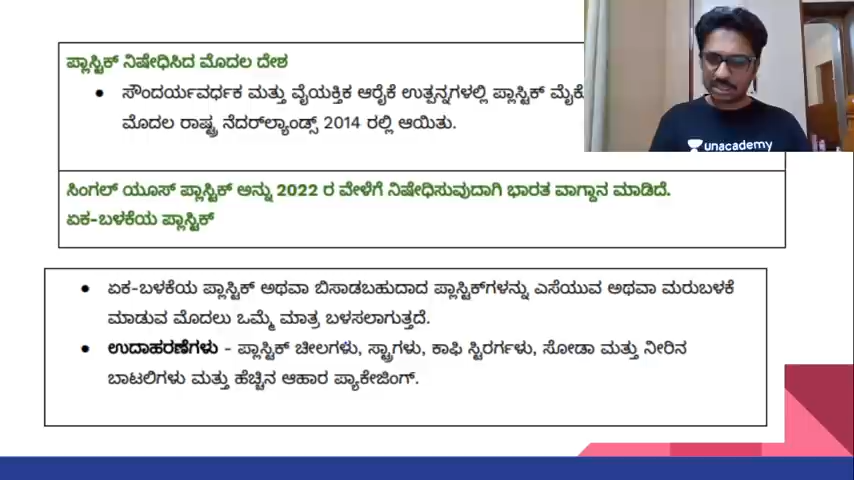 ಪ್ಲಾಸ್ಟಿಕ್ ನಿಷೇಧಿಸಿದ ಮೊದಲ ದೇಶ
ಸೌಂದರ್ಯವರ್ಧಕ ಮತ್ತು ವೈಯಕ್ತಿಕ ಆರೈಕೆ ಉತ್ಪನ್ನಗಳಲ್ಲಿ ಪ್ಲಾಸ್ಟಿಕ್
ಮೊದಲ ರಾಷ್ಟ್ರ ನೆದರ್‌ಲ್ಯಾಂಡ್ಸ್ 2014 ರಲ್ಲಿ ಆಯಿತು.
unacademy
ಸಿಂಗಲ್ ಯೂಸ್ ಪ್ಲಾಸ್ಟಿಕ್ ಅನ್ನು 2022 ರ ವೇಳೆಗೆ ನಿಷೇಧಿಸುವುದಾಗಿ ಭಾರತ ವಾಗ್ದಾನ ಮಾಡಿದೆ.
ಏಕ-ಬಳಕೆಯ ಪ್ಲಾಸ್ಟಿಕ್
ಏಕ-ಬಳಕೆಯ ಪ್ಲಾಸ್ಟಿಕ್ ಅಥವಾ ಬಿಸಾಡಬಹುದಾದ ಪ್ಲಾಸ್ಟಿಕ್‌ಗಳನ್ನು ಎಸೆಯುವ ಅಥವಾ ಮರುಬಳಕೆ
ಮಾಡುವ ಮೊದಲು ಒಮ್ಮೆ ಮಾತ್ರ ಬಳಸಲಾಗುತ್ತದೆ.
ಉದಾಹರಣೆಗಳು - ಪ್ಲಾಸ್ಟಿಕ್ ಚೀಲಗಳು, ಸ್ಟ್ರಾಗಳು, ಕಾಫಿ ಸ್ಟಿರರ್ಗಳು, ಸೋಡಾ ಮತ್ತು ನೀರಿನ
ಬಾಟಲಿಗಳು ಮತ್ತು ಹೆಚ್ಚಿನ ಆಹಾರ ಪ್ಯಾಕೇಜಿಂಗ್.